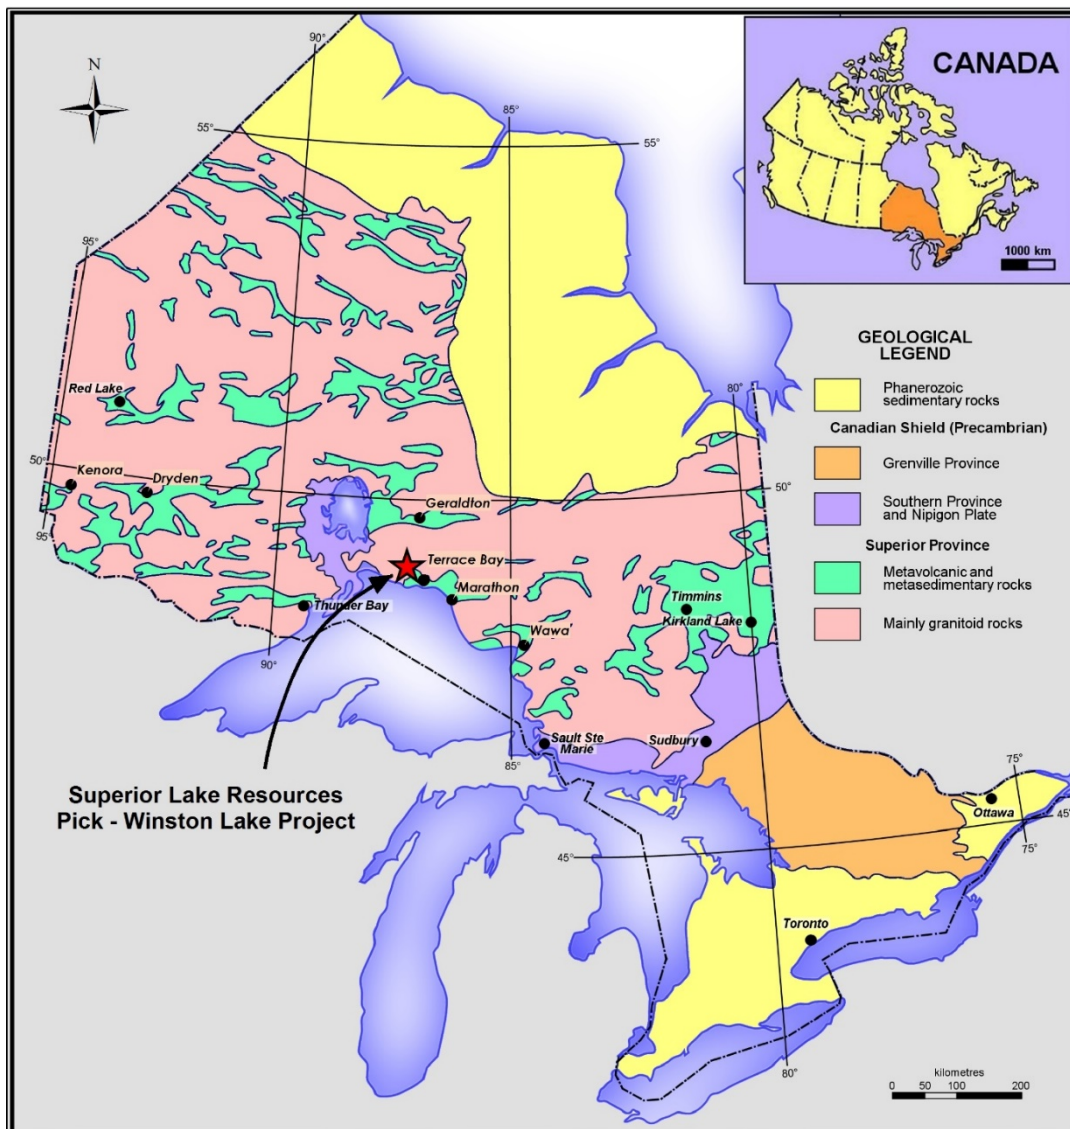 N
CANADA
1000 km
90°
85°
55°
55°
95°
80°
GEOLOGICAL
LEGEND
Phanerozoic
sedimentary rocks
Canadian Shield (Precambrian)
Grenville Province
Southern Province
and Nipigon Plate
Superior Province
Metavolcanic and
metasedimentary rocks
Mainly granitoid rocks
Red Lake
50°
Kenora
Dryden
50°
Geraldton
95
Terrace Bay
Marathon
Thunder Bay
Timmins
Kirkland Lake
Wawa'
90°
Sault Ste
Marie
Sudbury
85°
75°
Superior Lake Resources
Pick - Winston Lake Project
Ottawa
45°
75°
45°
Toronto
80°
kilometres
0 50 100 200